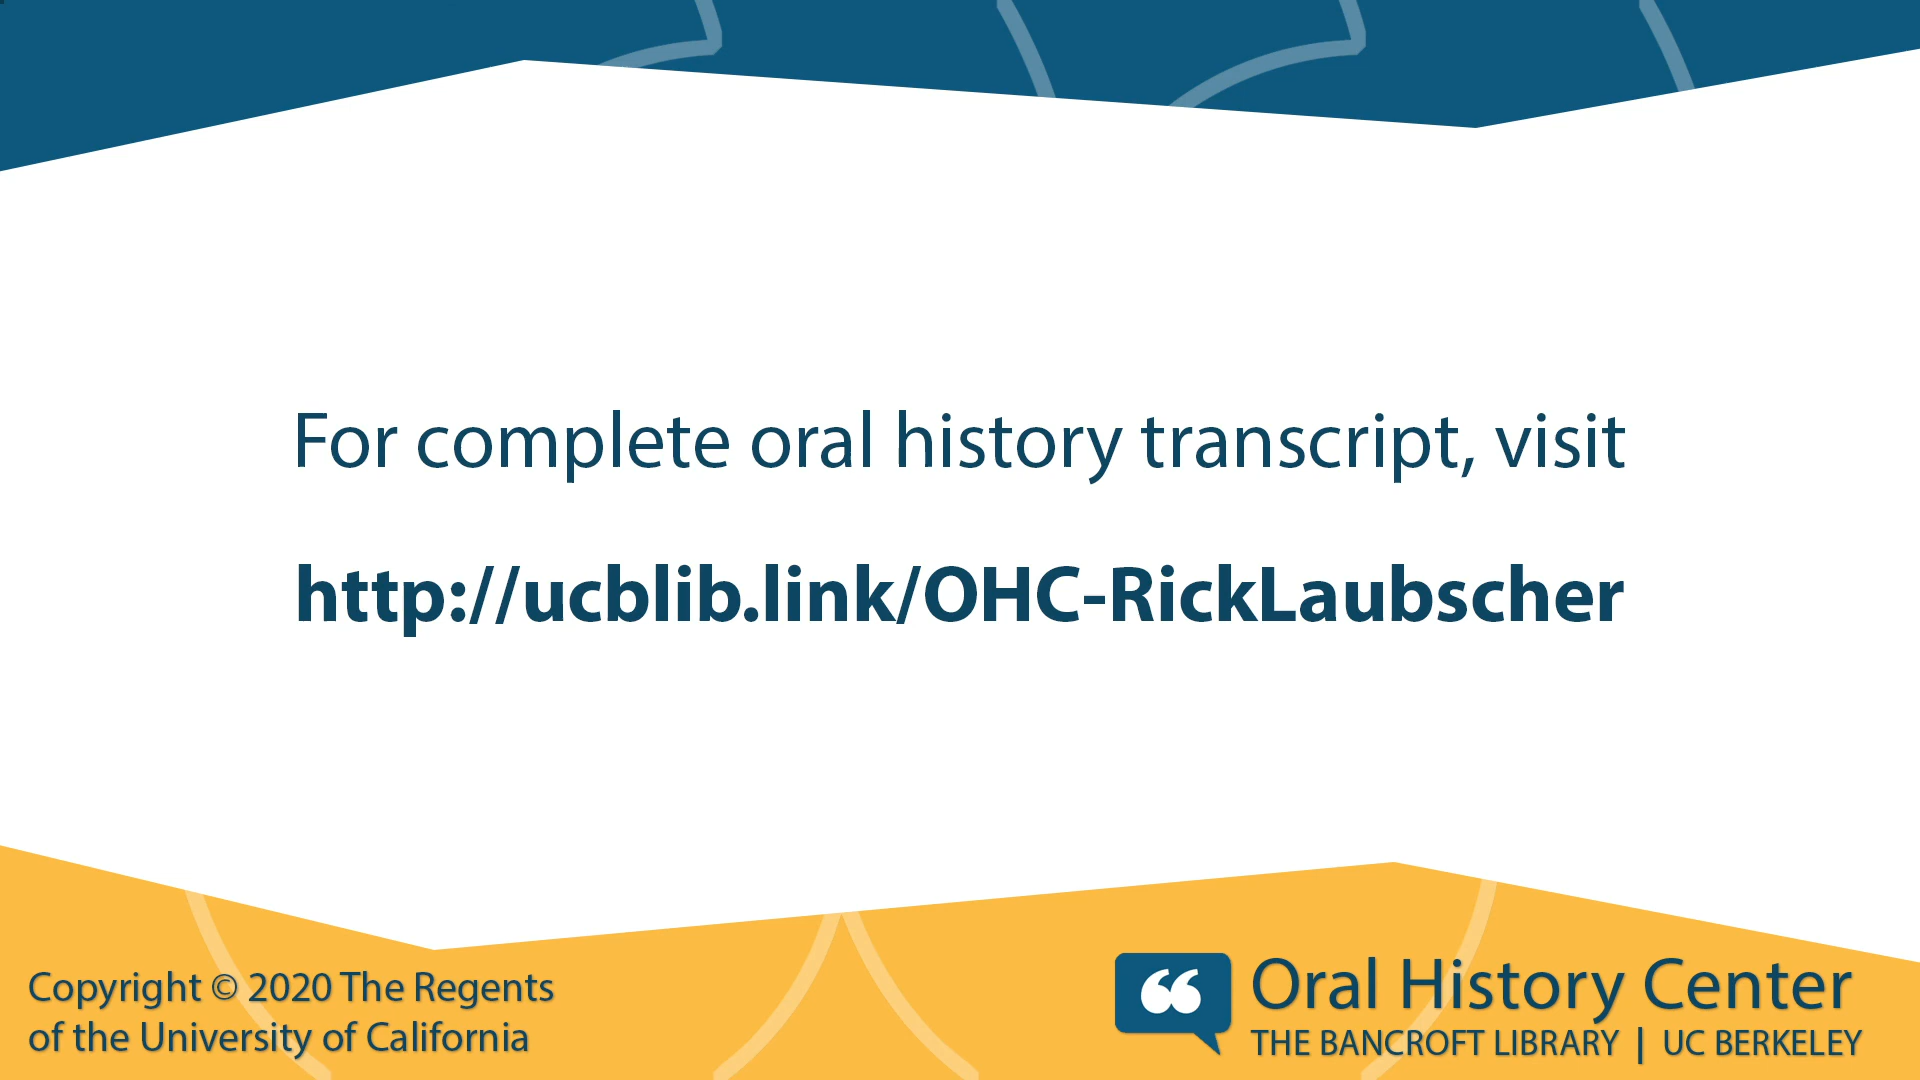 For complete oral history transcript, visit
http://ucblib.link/OHC-RickLaubscher
Copyright © 2020 The Regents
of the University of California
Oral History Center
THE BANCROFT LIBRARY | UC BERKELEY